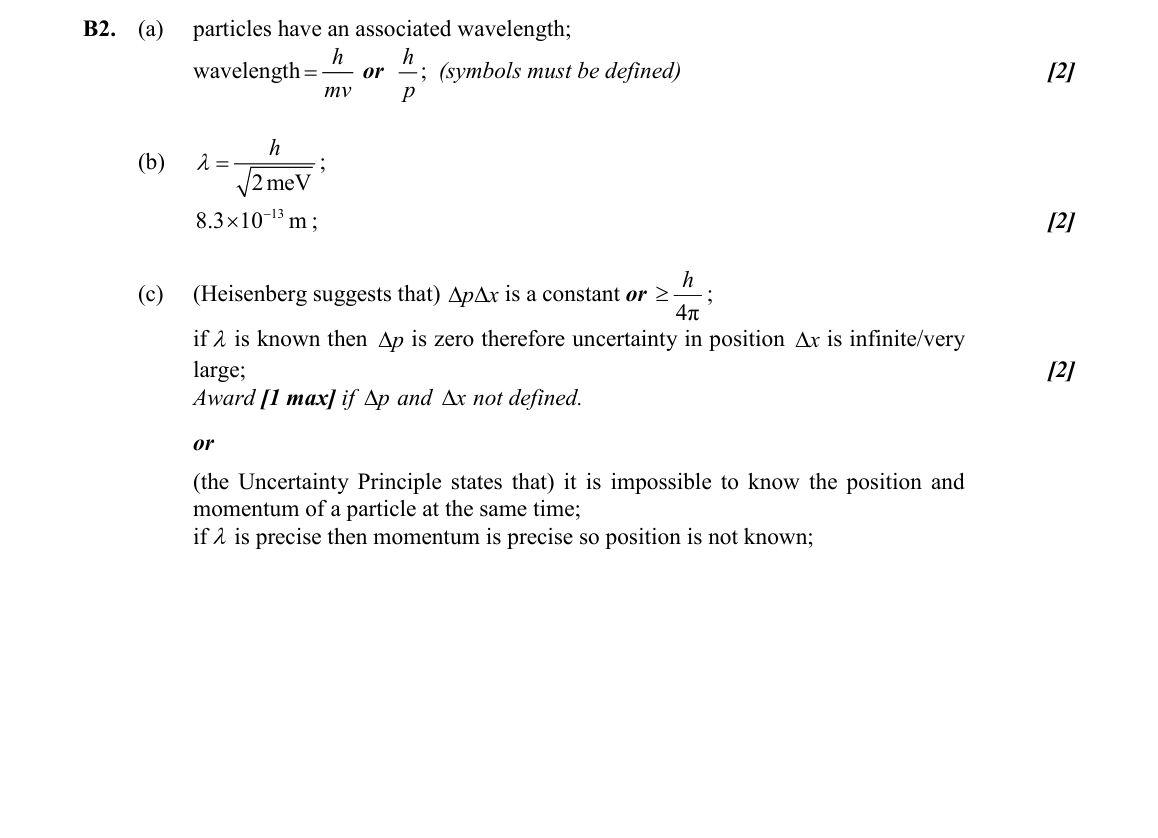 B2. (a) particles have an associated wavelength;
wavelength = h/mv or h/p; (symbols must be defined) [2]
(b) λ = h/√(2meV);
8.3×10⁻¹³ m; [2]
(c) (Heisenberg suggests that) ΔpΔx is a constant or ≥ h/4π;
if λ is known then Δp is zero therefore uncertainty in position Δx is infinite/very
large; [2]
Award [1 max] if Δp and Δx not defined.
or
(the Uncertainty Principle states that) it is impossible to know the position and
momentum of a particle at the same time;
if λ is precise then momentum is precise so position is not known;